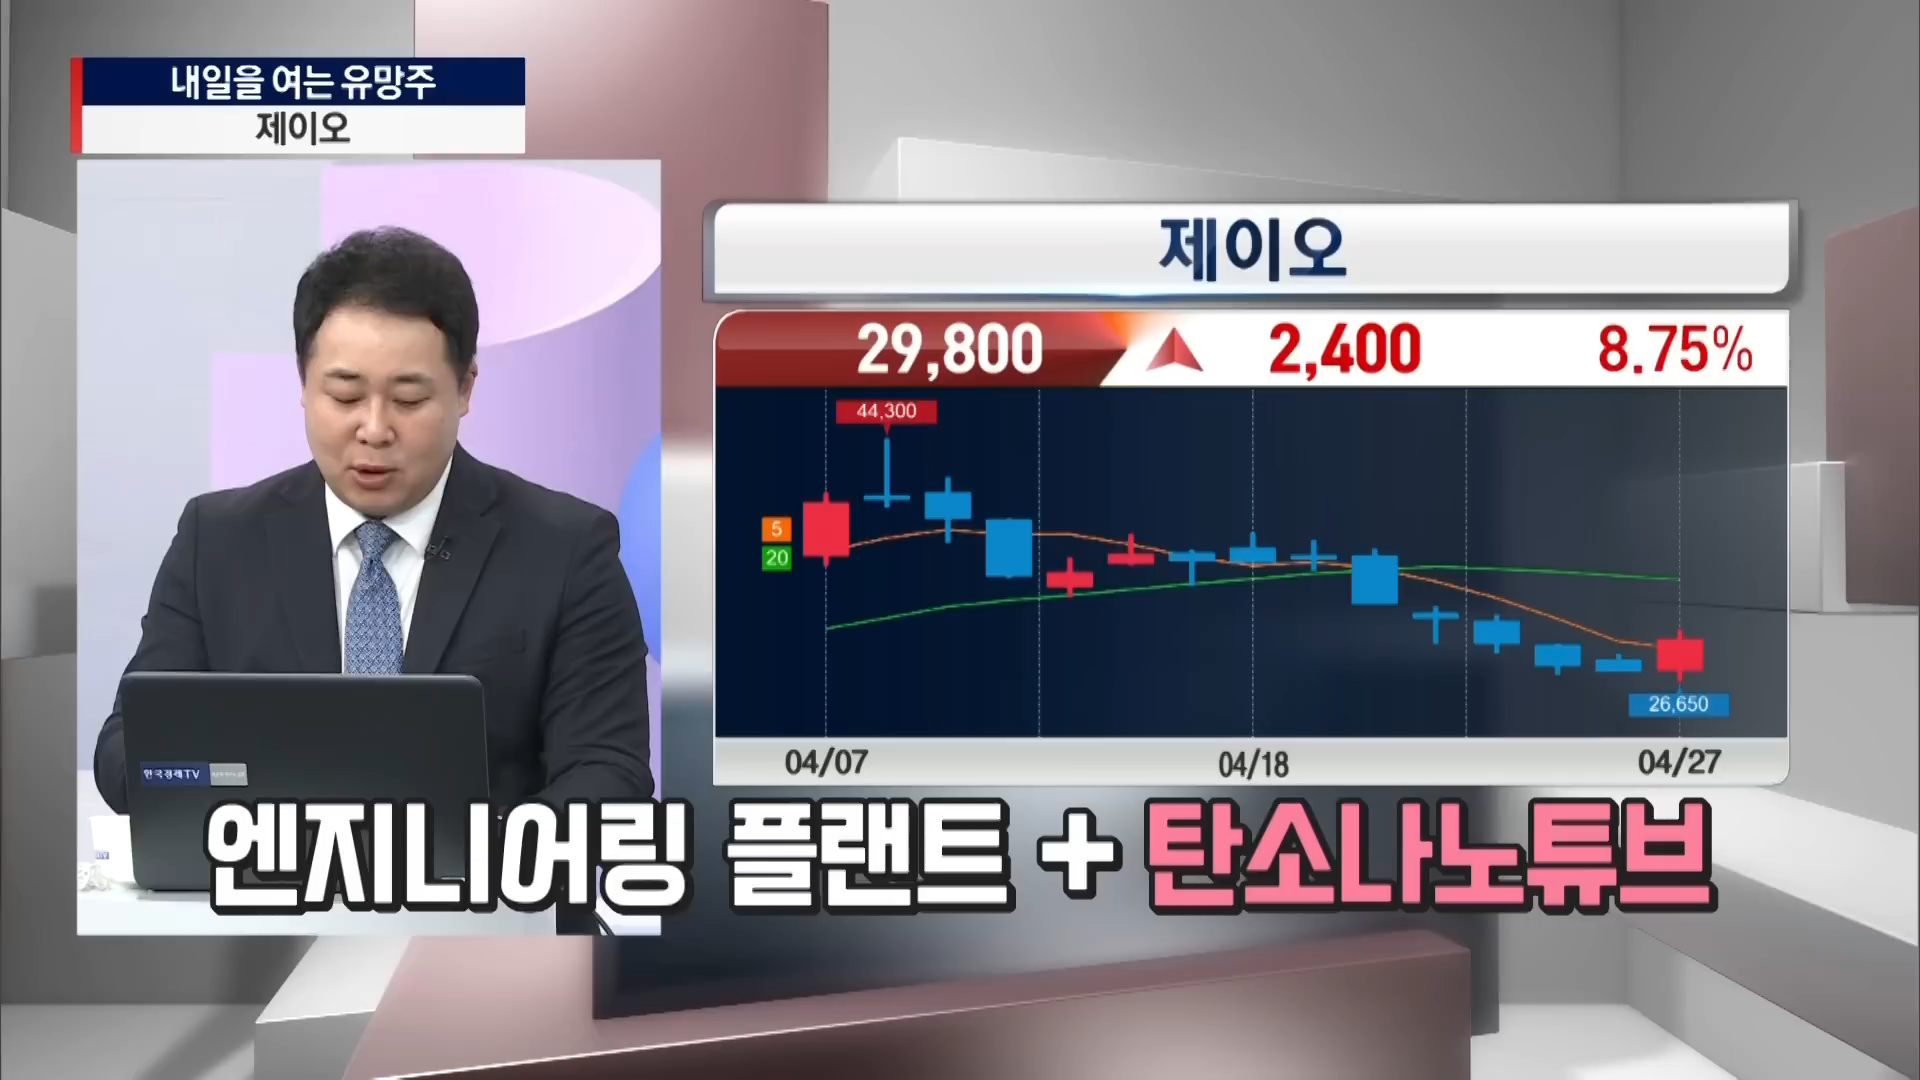 내일을 여는 유망주
제이오
제이오
29,800 2,400 8.75%
44,300
5
20
26,650
04/07 04/18 04/27
한국경제TV
엔지니어링 플랜트 + 탄소나노튜브